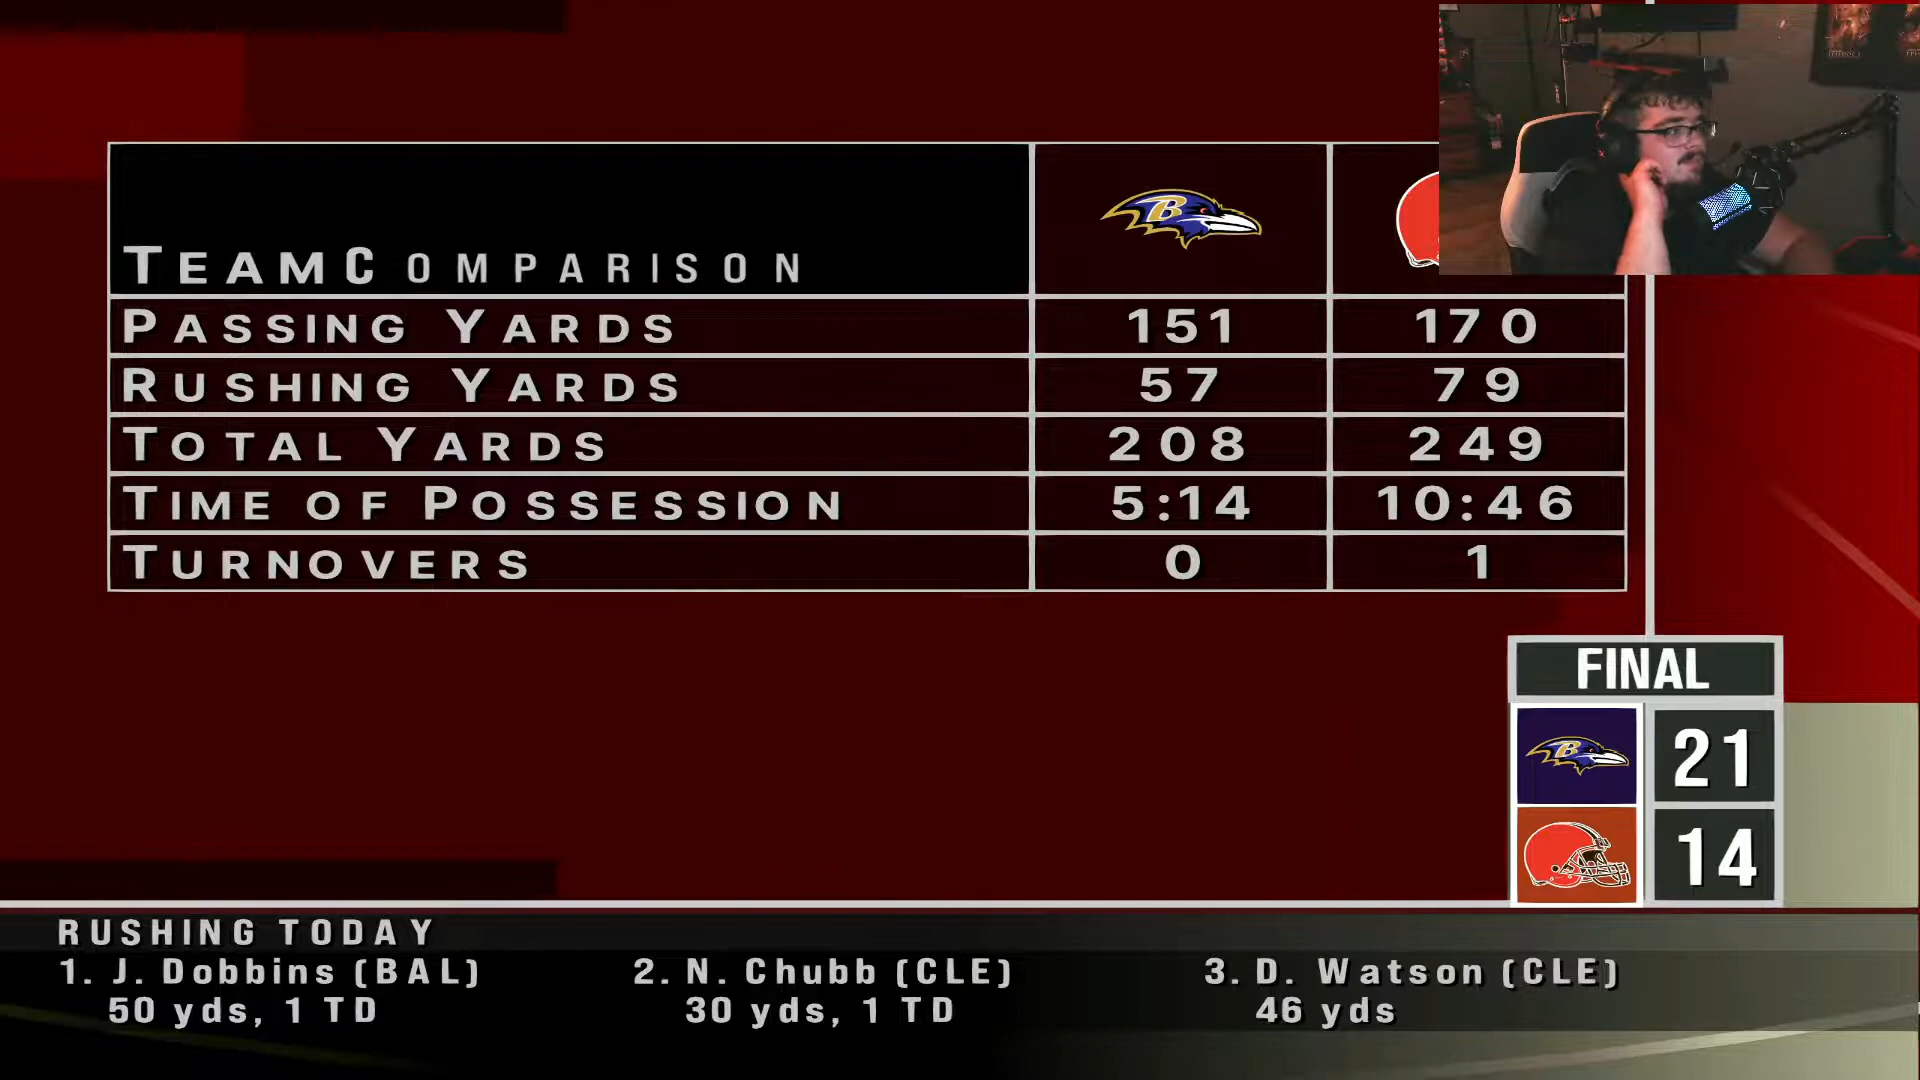 TEAM COMPARISON
PASSING YARDS 151 170
RUSHING YARDS 57 79
TOTAL YARDS 208 249
TIME OF POSSESSION 5:14 10:46
TURNOVERS 0 1
FINAL
B 21
14
RUSHING TODAY
1. J. Dobbins (BAL) 2. N. Chubb (CLE) 3. D. Watson (CLE)
50 yds, 1 TD 30 yds, 1 TD 46 yds